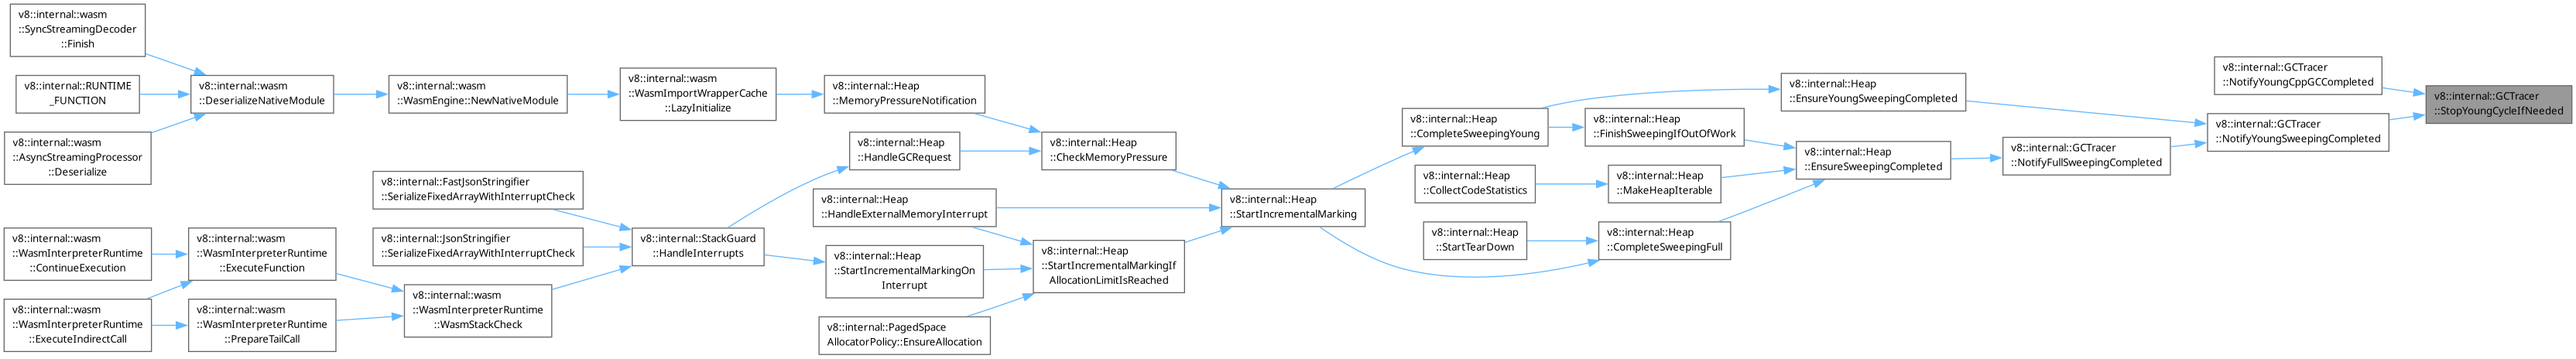 v8::internal::wasm
::SyncStreamingDecoder
::Finish
v8::internal::RUNTIME
_FUNCTION
v8::internal::wasm
::AsyncStreamingProcessor
::Deserialize
v8::internal::wasm
::DeserializeNativeModule
v8::internal::wasm
::WasmEngine::NewNativeModule
v8::internal::wasm
::WasmImportWrapperCache
::LazyInitialize
v8::internal::Heap
::MemoryPressureNotification
v8::internal::Heap
::HandleGCRequest
v8::internal::Heap
::CheckMemoryPressure
v8::internal::FastJsonStringifier
::SerializeFixedArrayWithInterruptCheck
v8::internal::JsonStringifier
::SerializeFixedArrayWithInterruptCheck
v8::internal::wasm
::WasmInterpreterRuntime
::ContinueExecution
v8::internal::wasm
::WasmInterpreterRuntime
::ExecuteIndirectCall
v8::internal::wasm
::WasmInterpreterRuntime
::ExecuteFunction
v8::internal::wasm
::WasmInterpreterRuntime
::PrepareTailCall
v8::internal::wasm
::WasmInterpreterRuntime
::WasmStackCheck
v8::internal::StackGuard
::HandleInterrupts
v8::internal::Heap
::HandleExternalMemoryInterrupt
v8::internal::Heap
::StartIncrementalMarkingOn
Interrupt
v8::internal::PagedSpace
AllocatorPolicy::EnsureAllocation
v8::internal::Heap
::StartIncrementalMarkingIf
AllocationLimitIsReached
v8::internal::Heap
::StartIncrementalMarking
v8::internal::Heap
::CompleteSweepingYoung
v8::internal::Heap
::CollectCodeStatistics
v8::internal::Heap
::StartTearDown
v8::internal::Heap
::FinishSweepingIfOutOfWork
v8::internal::Heap
::MakeHeapIterable
v8::internal::Heap
::CompleteSweepingFull
v8::internal::Heap
::EnsureYoungSweepingCompleted
v8::internal::Heap
::EnsureSweepingCompleted
v8::internal::GCTracer
::NotifyFullSweepingCompleted
v8::internal::GCTracer
::NotifyYoungCppGCCompleted
v8::internal::GCTracer
::NotifyYoungSweepingCompleted
v8::internal::GCTracer
::StopYoungCycleIfNeeded